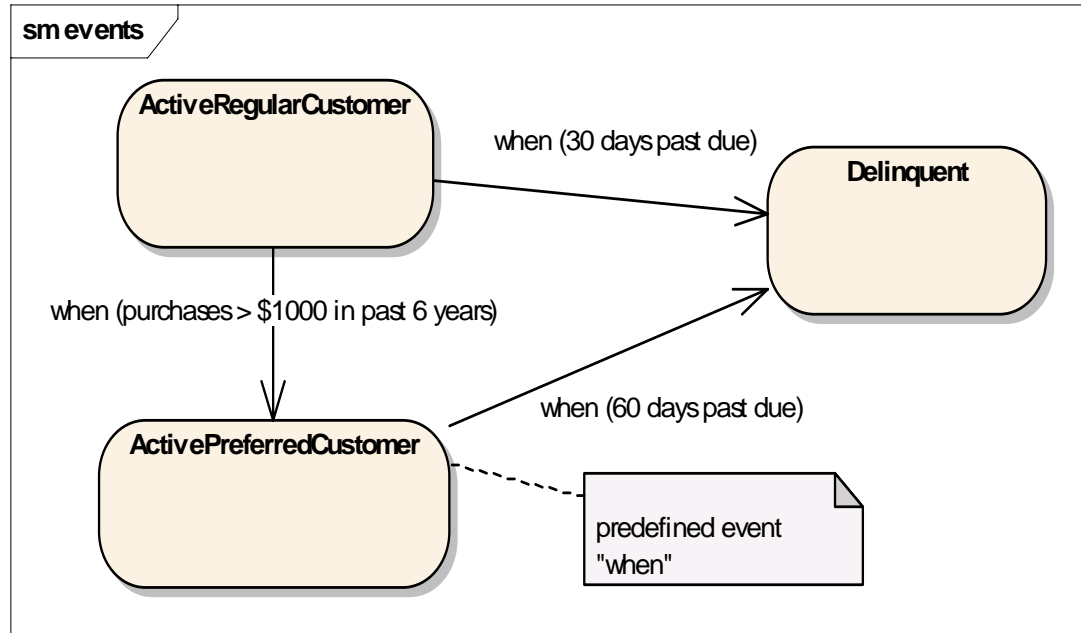 sm events
ActiveRegularCustomer
when (30 days past due)
Delinquent
when (purchases > $1000 in past 6 years)
when (60 days past due)
ActivePreferredCustomer
predefined event
"when"